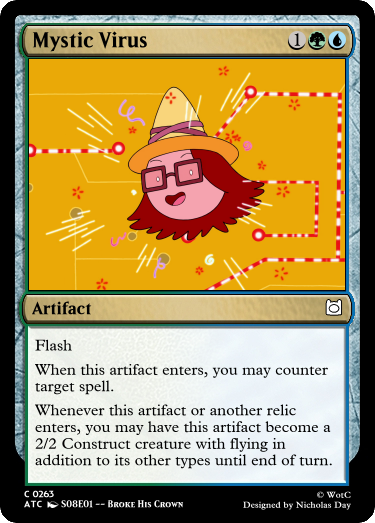 Mystic Virus 1
Artifact
Flash
When this artifact enters, you may counter
target spell.
Whenever this artifact or another relic
enters, you may have this artifact become a
2/2 Construct creature with flying in
addition to its other types until end of turn.
C 0263
© WotC
ATC S08E01 -- Broke His Crown
Designed by Nicholas Day